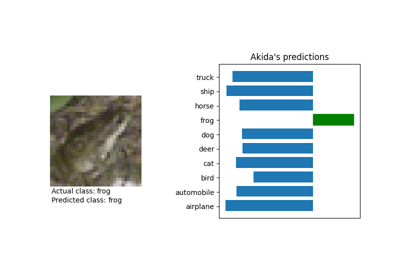 Akida's predictions
truck
ship
horse
frog
dog
deer
cat
bird
automobile
airplane
Actual class: frog
Predicted class: frog